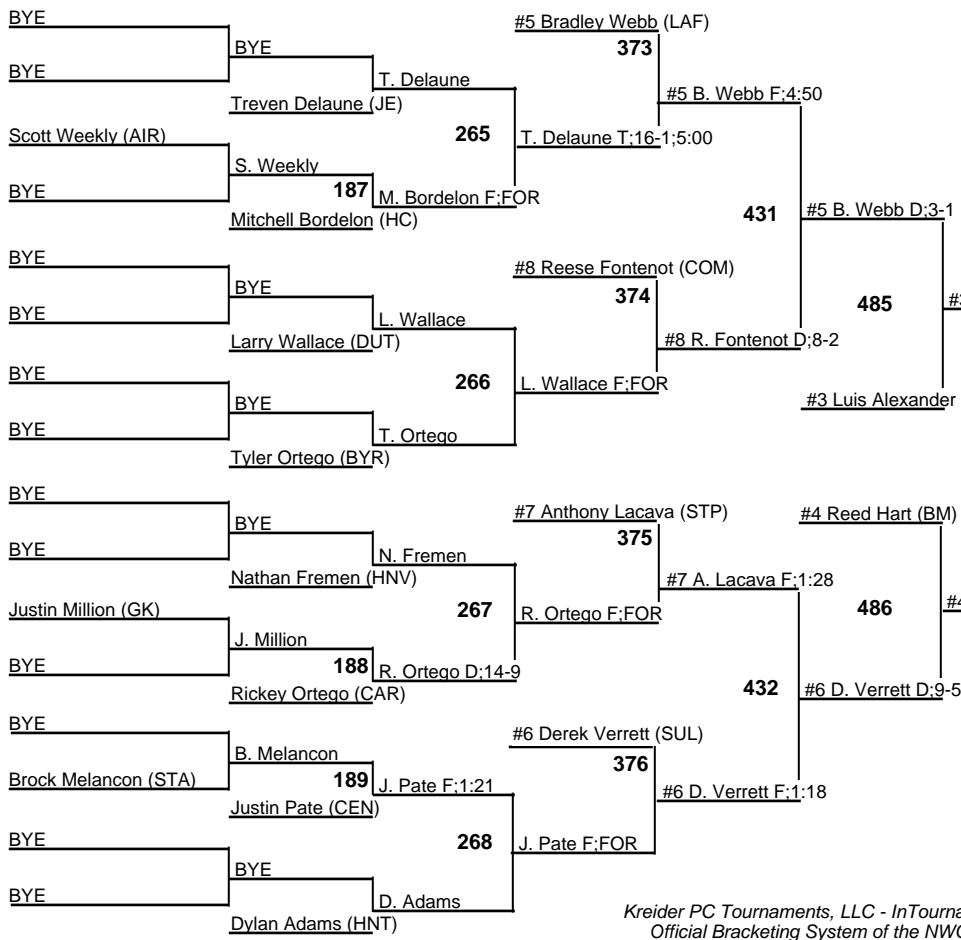 BYE
#5 Bradley Webb (LAF)
BYE
373
BYE
T. Delaune
#5 B. Webb F;4:50
Treven Delaune (JE)
Scott Weekly (AIR)
265
T. Delaune T;16-1;5:00
S. Weekly
187
BYE
M. Bordelon F;FOR
Mitchell Bordelon (HC)
431
#5 B. Webb D;3-1
BYE
#8 Reese Fontenot (COM)
BYE
374
485
BYE
L. Wallace
Larry Wallace (DUT)
#8 R. Fontenot D;8-2
BYE
266
L. Wallace F;FOR
BYE
#3 Luis Alexander
BYE
T. Ortego
Tyler Ortego (BYR)
BYE
#7 Anthony Lacava (STP)
#4 Reed Hart (BM)
BYE
375
BYE
N. Fremen
Nathan Fremen (HNV)
#7 A. Lacava F;1:28
Justin Million (GK)
267
R. Ortego F;FOR
486
#4
J. Million
188
BYE
R. Ortego D;14-9
Rickey Ortego (CAR)
432
#6 D. Verrett D;9-5
BYE
#6 Derek Verrett (SUL)
B. Melancon
376
Brock Melancon (STA)
189
J. Pate F;1:21
Justin Pate (CEN)
#6 D. Verrett F;1:18
BYE
268
J. Pate F;FOR
BYE
BYE
D. Adams
Dylan Adams (HNT)
Kreider PC Tournaments, LLC -
Official Bracketing System of the